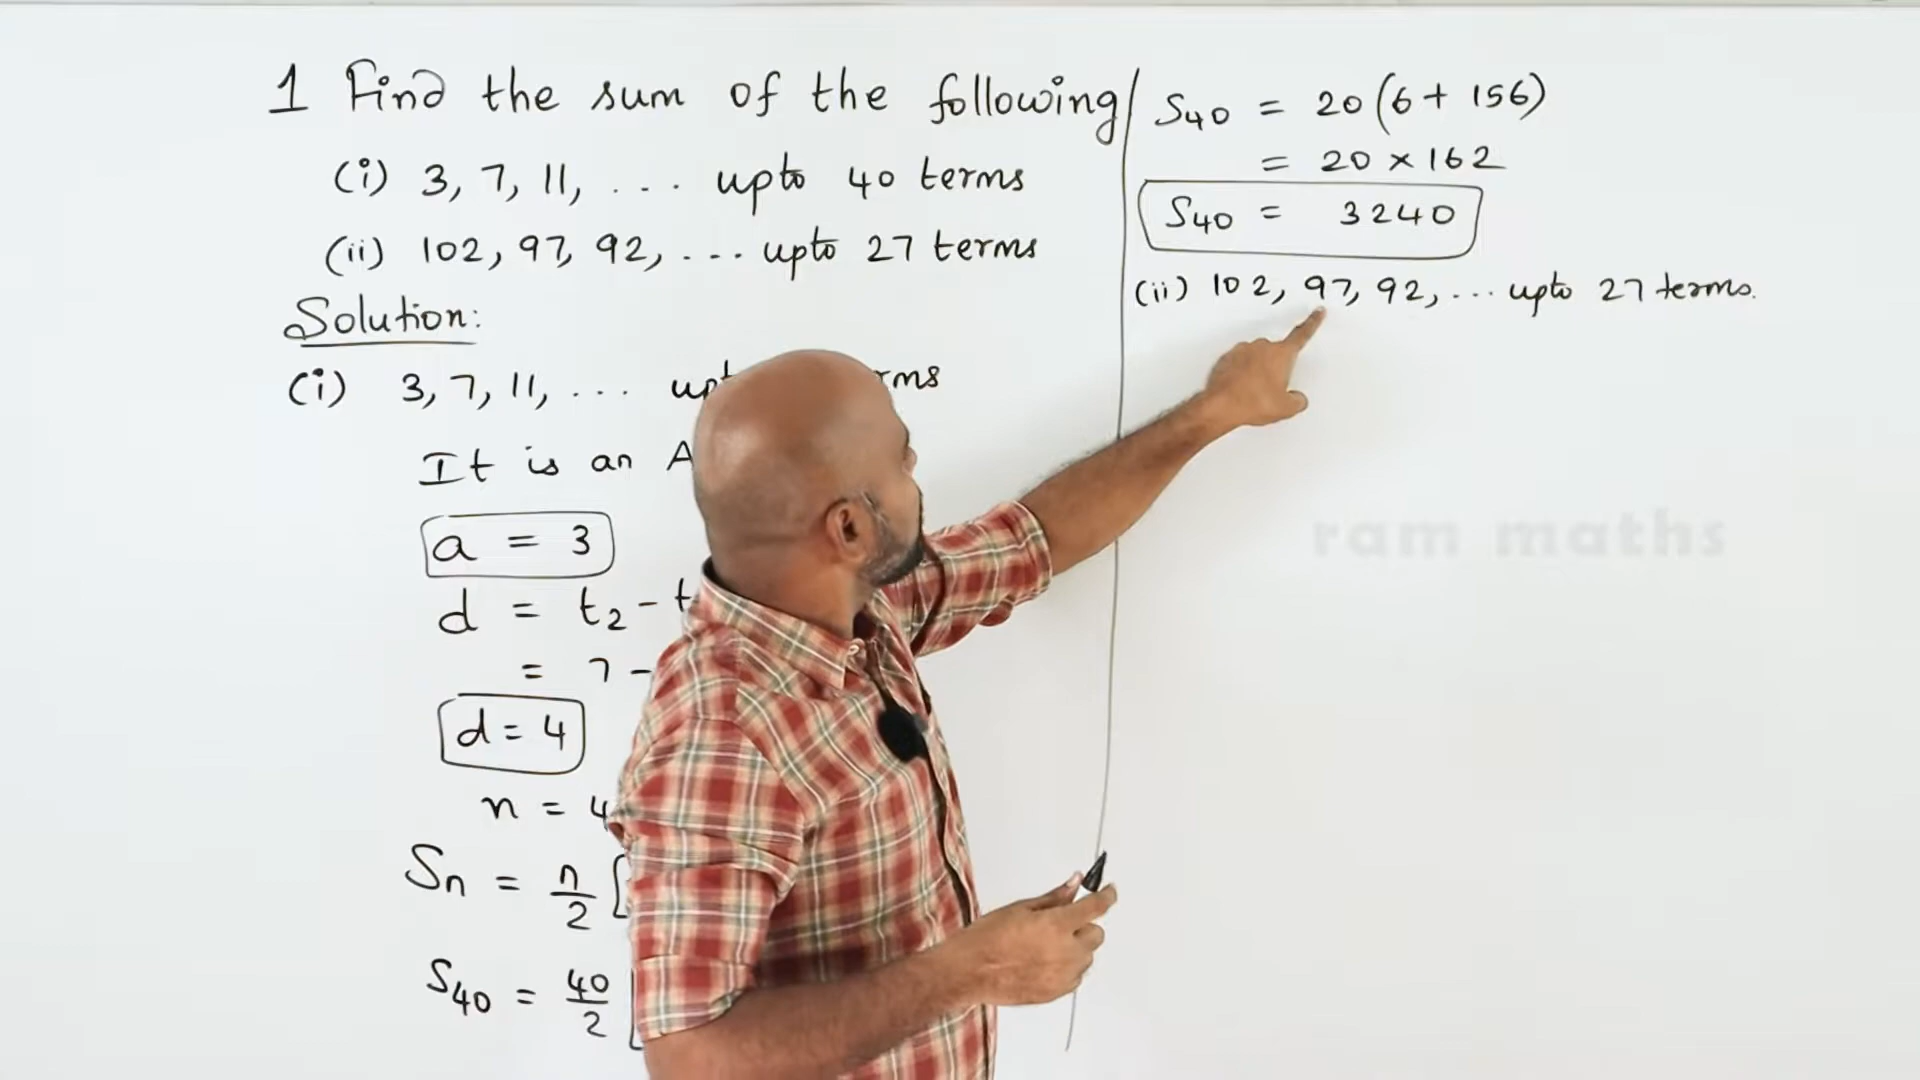 1 Find the sum of the following
(i) 3, 7, 11, ... upto 40 terms
(ii) 102, 97, 92, ... upto 27 terms
Solution:
(i) 3, 7, 11, ...
It is an A
a = 3
d = t₂ - t
= 7 -
d = 4
n = 4
Sn = n/2 [
S₄₀ = 40/2 [
S₄₀ = 20(6 + 156)
= 20 × 162
S₄₀ = 3240
(ii) 102, 97, 92, ... upto 27 terms.
ram maths